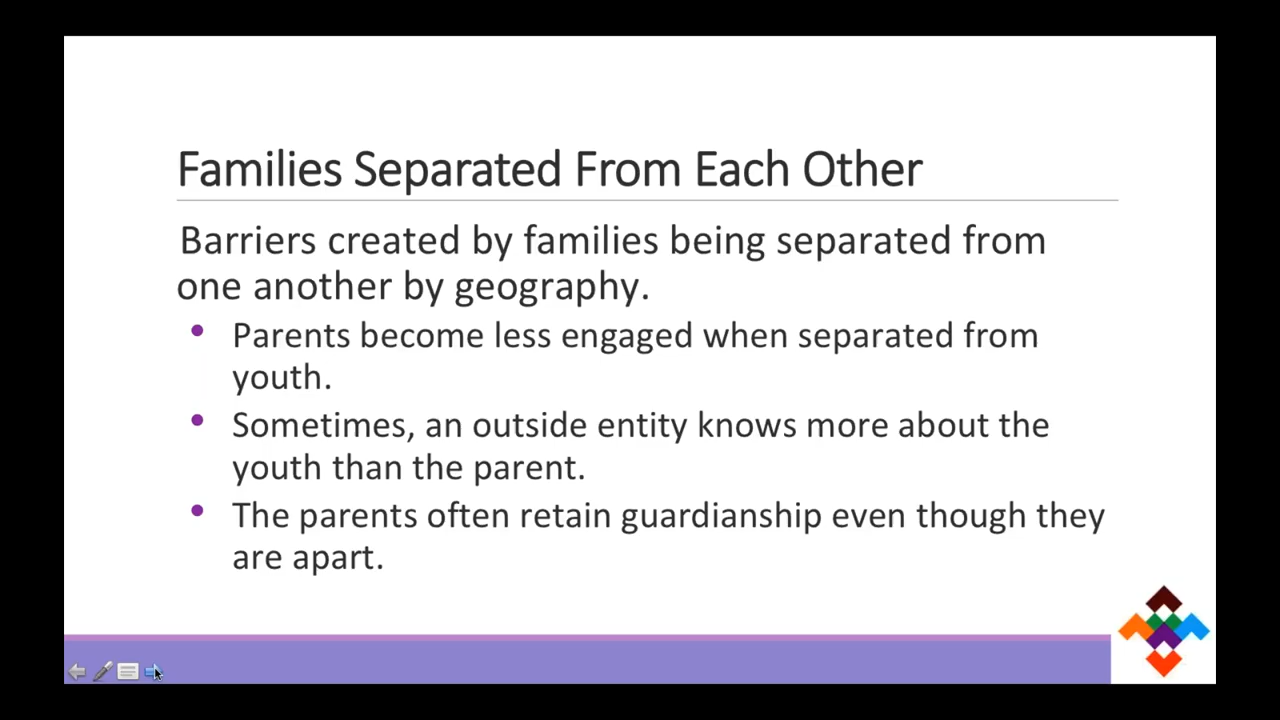 Families Separated From Each Other
Barriers created by families being separated from
one another by geography.
• Parents become less engaged when separated from
youth.
• Sometimes, an outside entity knows more about the
youth than the parent.
• The parents often retain guardianship even though they
are apart.